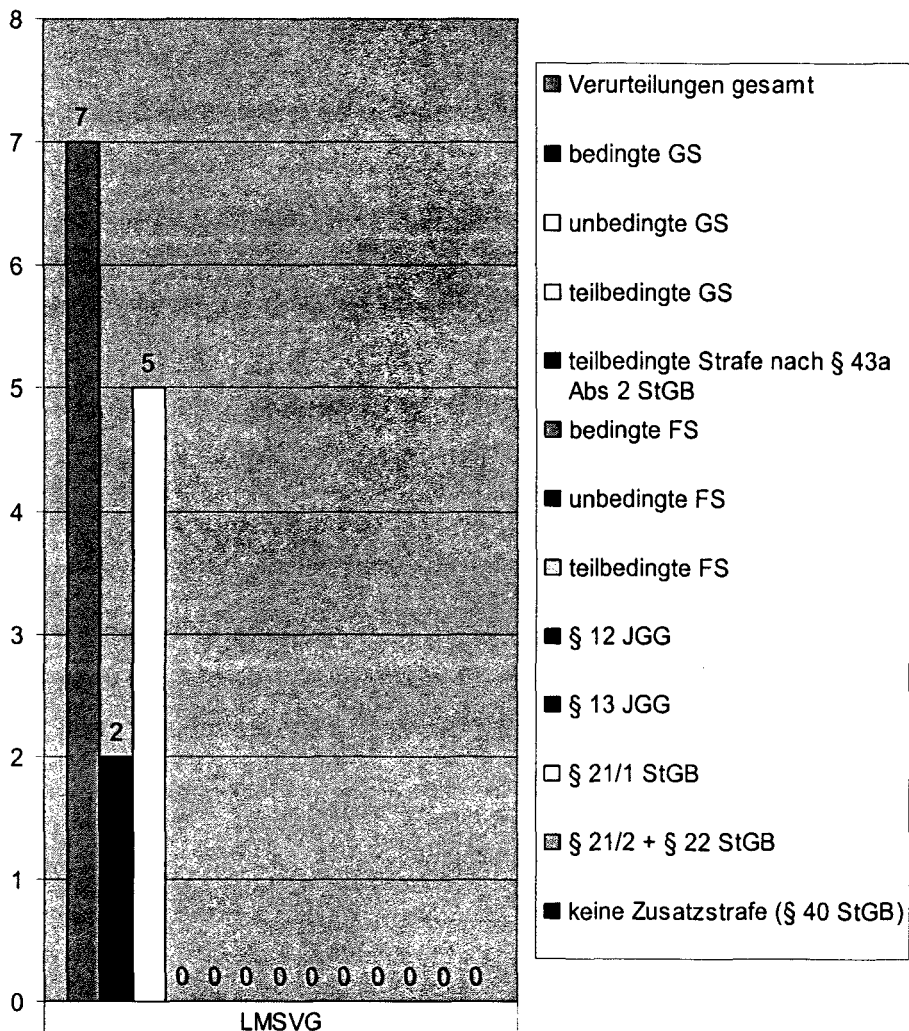 8
7
6
5
4
3
2
1
0
7
2
5
0 0 0 0 0 0 0 0 0 0
LMSVG
Verurteilungen gesamt
bedingte GS
unbedingte GS
teilbedingte GS
teilbedingte Strafe nach § 43a
Abs 2 StGB
bedingte FS
unbedingte FS
teilbedingte FS
§ 12 JGG
§ 13 JGG
§ 21/1 StGB
§ 21/2 + § 22 StGB
keine Zusatzstrafe (§ 40 StGB)